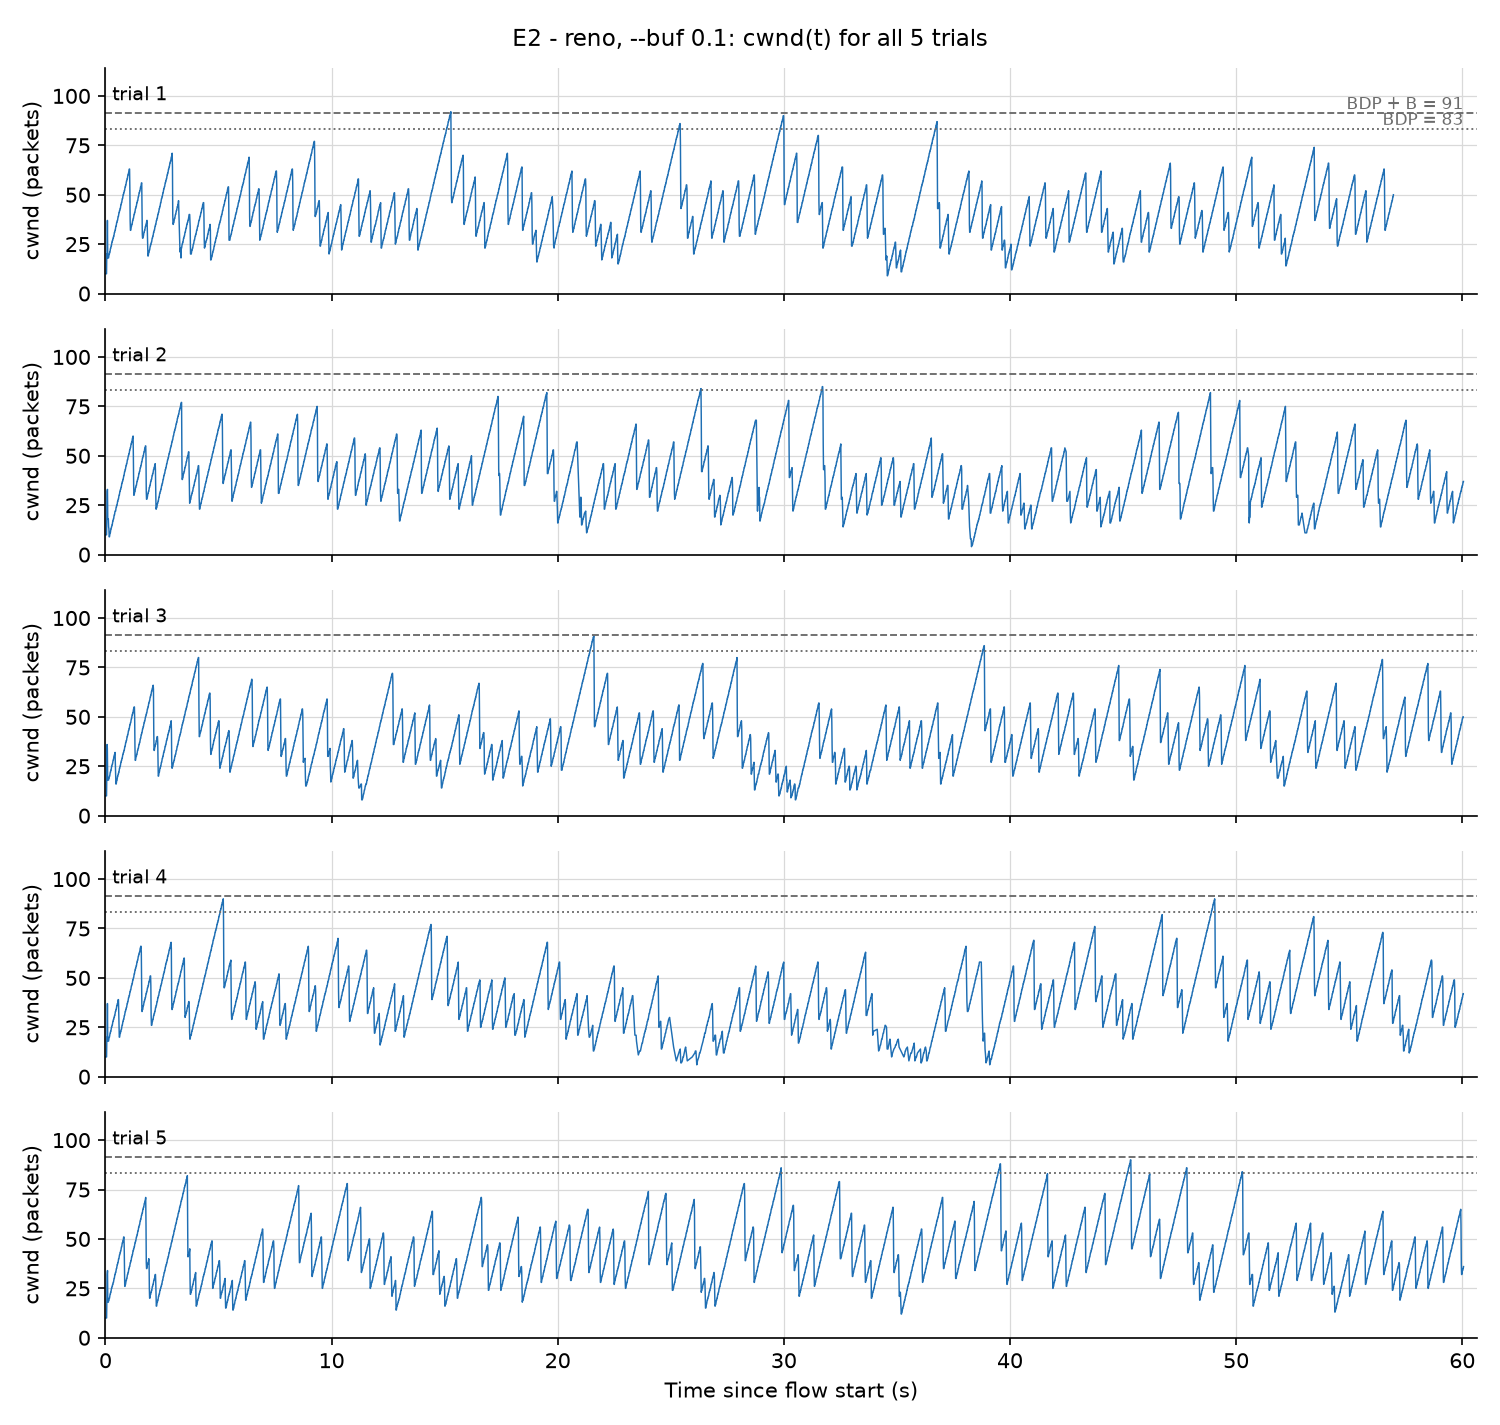 E2 - reno, --buf 0.1: cwnd(t) for all 5 trials
trial 1
BDP + B = 91
BDP = 83
cwnd (packets)
100
75
50
25
0
trial 2
cwnd (packets)
100
75
50
25
0
trial 3
cwnd (packets)
100
75
50
25
0
trial 4
cwnd (packets)
100
75
50
25
0
trial 5
cwnd (packets)
100
75
50
25
0
0 10 20 30 40 50 60
Time since flow start (s)